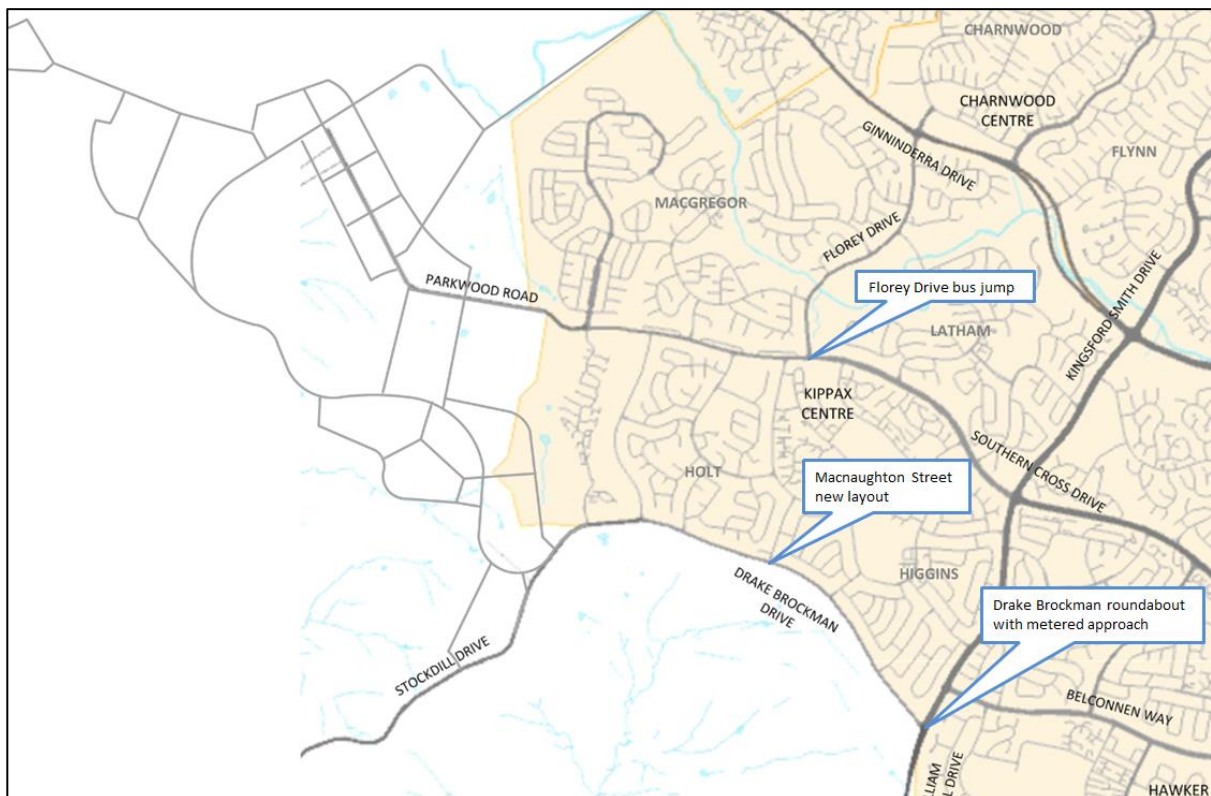 CHARNWOOD
CHARNWOOD
CENTRE
GINNINDERRA DRIVE
FLYNN
MACGREGOR
FLOREY DRIVE
PARKWOOD ROAD
Florey Drive bus jump
LATHAM
KINGSFORD SMITH DRIVE
KIPPAX
CENTRE
SOUTHERN CROSS DRIVE
HOLT
Macnaughton Street
new layout
HIGGINS
DRAKE BROCKMAN
DRIVE
Drake Brockman roundabout
with metered approach
STOCKDILL DRIVE
BELCONNEN WAY
LLIAM
L DRIVE
HAWKER